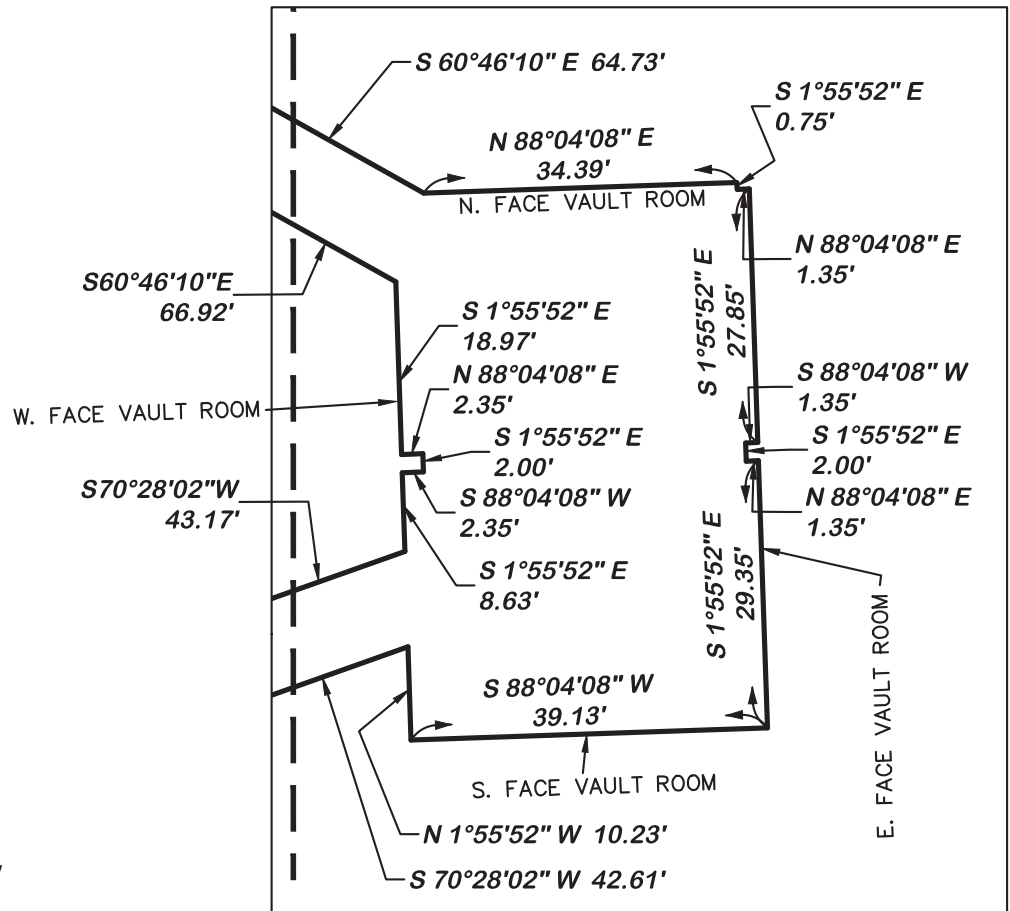 S 60°46'10" E 64.73'
S 1°55'52" E
0.75'
N 88°04'08" E
34.39'
N. FACE VAULT ROOM
N 88°04'08" E
1.35'
S60°46'10"E
66.92'
S 1°55'52" E
27.85'
S 1°55'52" E
18.97'
N 88°04'08" E
2.35'
W. FACE VAULT ROOM
S 88°04'08" W
1.35'
S 1°55'52" E
2.00'
S 1°55'52" E
2.00'
S70°28'02"W
43.17'
S 88°04'08" W
2.35'
N 88°04'08" E
1.35'
S 1°55'52" E
8.63'
S 1°55'52" E
29.35'
E. FACE VAULT ROOM
S 88°04'08" W
39.13'
S. FACE VAULT ROOM
N 1°55'52" W 10.23'
S 70°28'02" W 42.61'